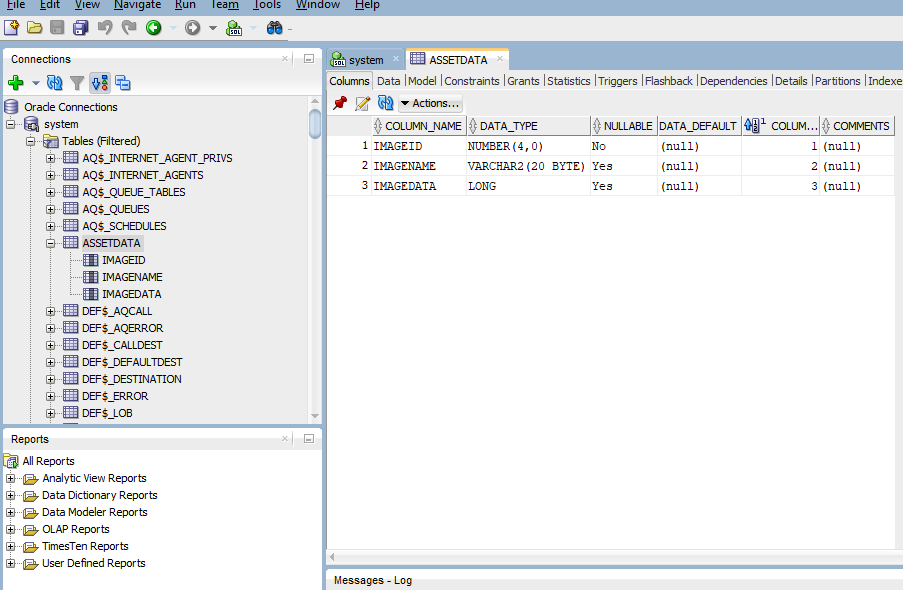 File Edit View Navigate Run Team Tools Window Help
Connections
Oracle Connections
system
Tables (Filtered)
AQ$_INTERNET_AGENT_PRIVS
AQ$_INTERNET_AGENTS
AQ$_QUEUE_TABLES
AQ$_QUEUES
AQ$_SCHEDULES
ASSETDATA
IMAGEID
IMAGENAME
IMAGEDATA
DEF$_AQCALL
DEF$_AQERROR
DEF$_CALLDEST
DEF$_DEFAULTDEST
DEF$_DESTINATION
DEF$_ERROR
DEF$_LOB
Reports
All Reports
Analytic View Reports
Data Dictionary Reports
Data Modeler Reports
OLAP Reports
TimesTen Reports
User Defined Reports
system ASSETDATA
Columns Data Model Constraints Grants Statistics Triggers Flashback Dependencies Details Partitions Indexe
Actions...
COLUMN_NAME DATA_TYPE NULLABLE DATA_DEFAULT COLUM... COMMENTS
1 IMAGEID NUMBER(4,0) No (null) 1 (null)
2 IMAGENAME VARCHAR2(20 BYTE) Yes (null) 2 (null)
3 IMAGEDATA LONG Yes (null) 3 (null)
Messages - Log